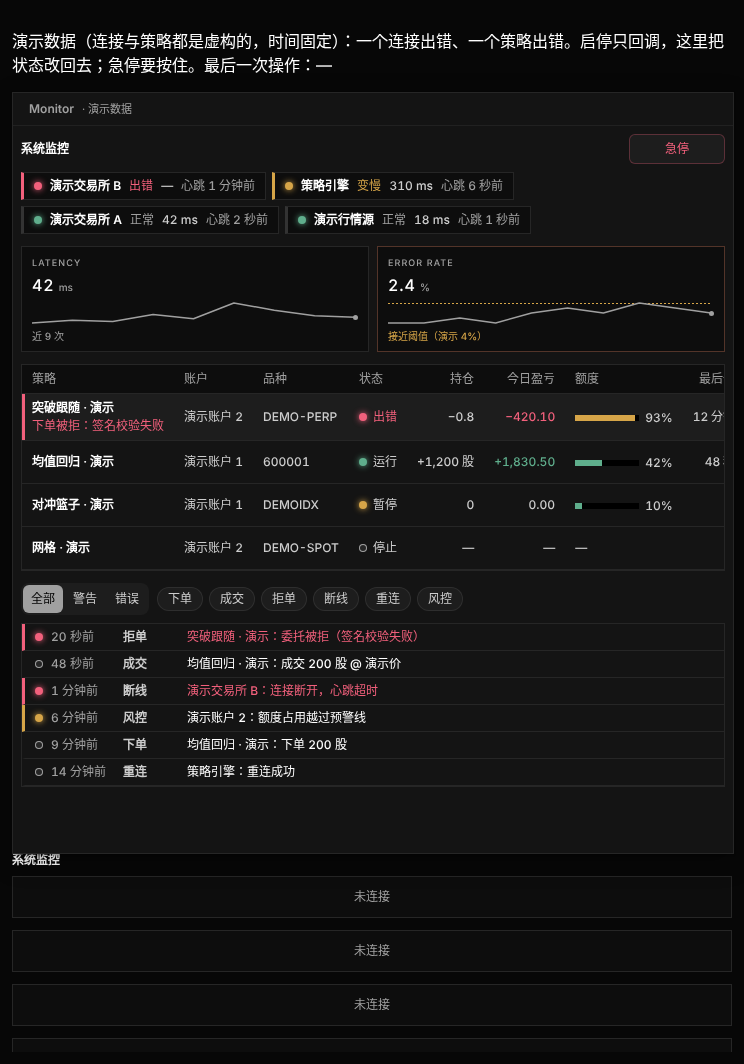 演示数据（连接与策略都是虚构的，时间固定）：一个连接出错、一个策略出错。启停只回调，这里把
状态改回去；急停要按住。最后一次操作：—
Monitor · 演示数据
系统监控 急停
演示交易所 B 出错 — 心跳 1 分钟前 策略引擎 变慢 310 ms 心跳 6 秒前
演示交易所 A 正常 42 ms 心跳 2 秒前 演示行情源 正常 18 ms 心跳 1 秒前
LATENCY
42 ms
近 9 次
ERROR RATE
2.4 %
接近阈值（演示 4%）
策略 账户 品种 状态 持仓 今日盈亏 额度 最后
突破跟随 · 演示
下单被拒：签名校验失败
演示账户 2 DEMO-PERP 出错 −0.8 −420.10 93% 12 分
均值回归 · 演示 演示账户 1 600001 运行 +1,200 股 +1,830.50 42% 48
对冲篮子 · 演示 演示账户 1 DEMOIDX 暂停 0 0.00 10%
网格 · 演示 演示账户 2 DEMO-SPOT 停止 — — —
全部 警告 错误 下单 成交 拒单 断线 重连 风控
20 秒前 拒单 突破跟随 · 演示：委托被拒（签名校验失败）
48 秒前 成交 均值回归 · 演示：成交 200 股 @ 演示价
1 分钟前 断线 演示交易所 B：连接断开，心跳超时
6 分钟前 风控 演示账户 2：额度占用越过预警线
9 分钟前 下单 均值回归 · 演示：下单 200 股
14 分钟前 重连 策略引擎：重连成功
系统监控
未连接
未连接
未连接